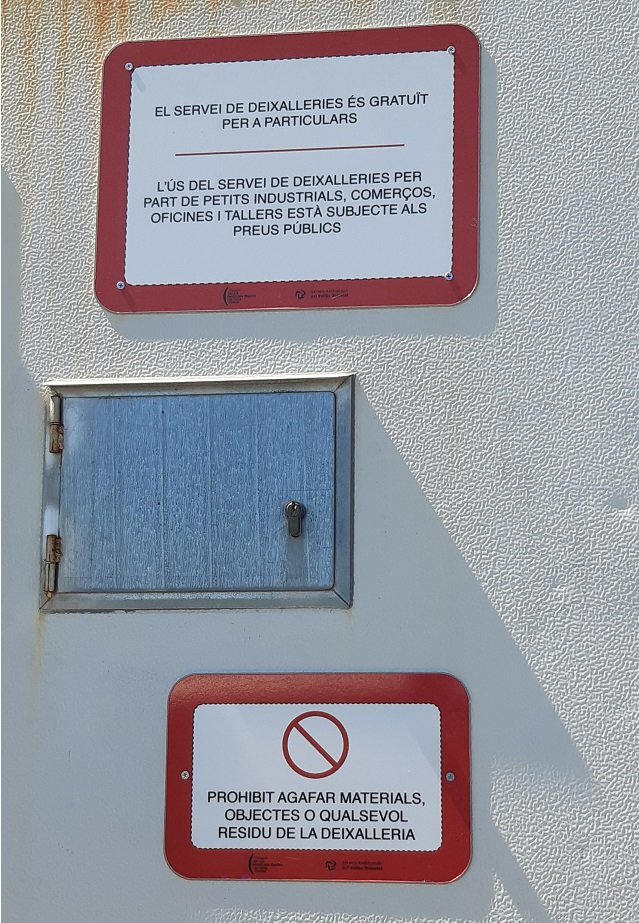 EL SERVEI DE DEIXALLERIES ÉS GRATUÏT
PER A PARTICULARS
L'ÚS DEL SERVEI DE DEIXALLERIES PER
PART DE PETITS INDUSTRIALS, COMERÇOS,
OFICINES I TALLERS ESTÀ SUBJECTE ALS
PREUS PÚBLICS
PROHIBIT AGAFAR MATERIALS,
OBJECTES O QUALSEVOL
RESIDU DE LA DEIXALLERIA